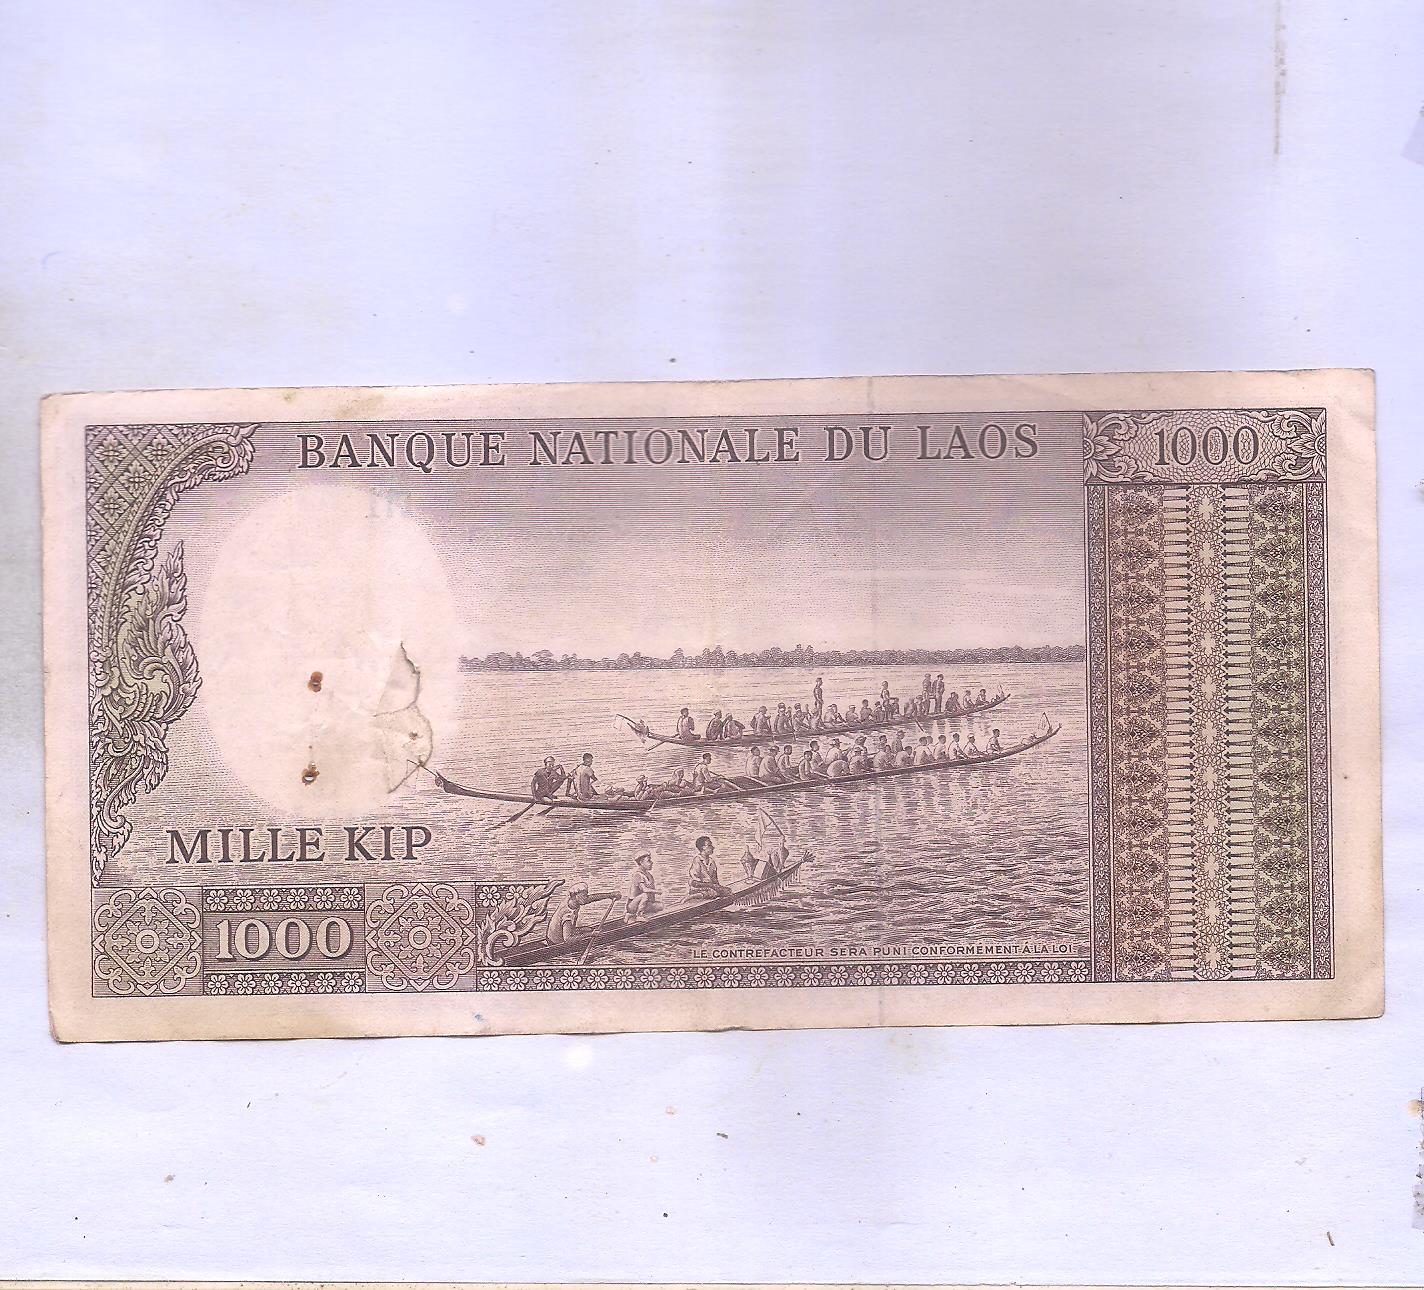 BANQUE NATIONALE DU LAOS
1000
MILLE KIP
1000
LE CONTREFACTEUR SERA PUNI CONFORMÉMENT À LA LOI